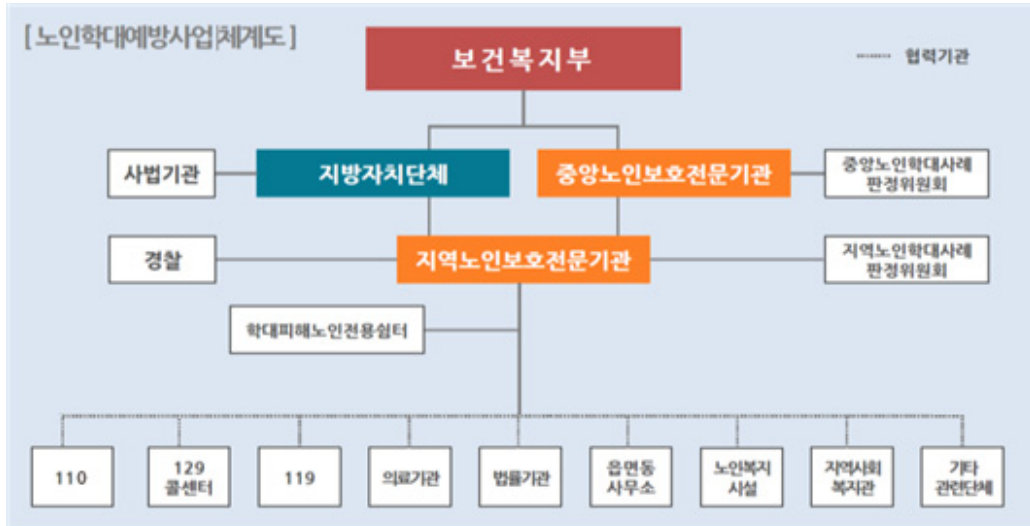 [ 노인학대예방사업체계도 ]
보건복지부
협력기관
사법기관
지방자치단체
중앙노인보호전문기관
중앙노인학대사례
판정위원회
경찰
지역노인보호전문기관
지역노인학대사례
판정위원회
학대피해노인전용쉼터
110
129
콜센터
119
의료기관
법률기관
읍면동
사무소
노인복지
시설
지역사회
복지관
기타
관련단체